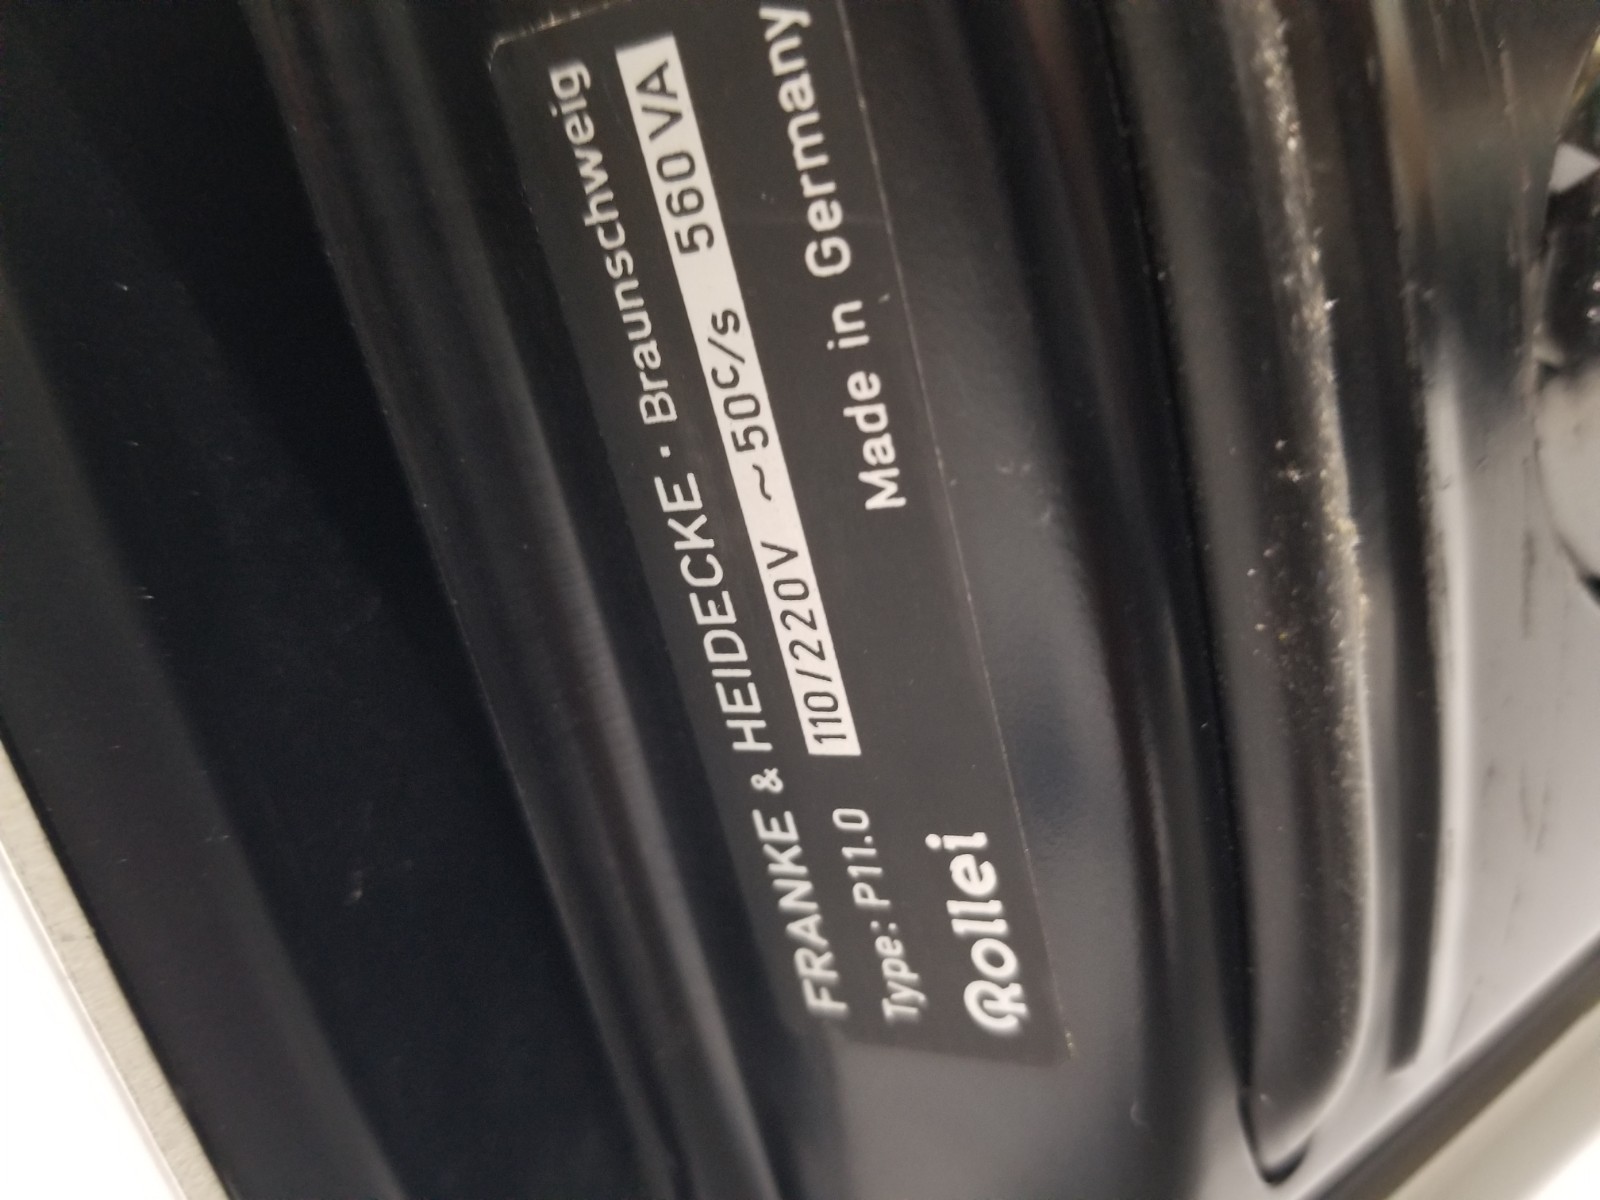 FRANKE & HEIDECKE · Braunschweig
Type: P11.0 110/220V ~50c/s 560 VA
Rollei Made in Germany